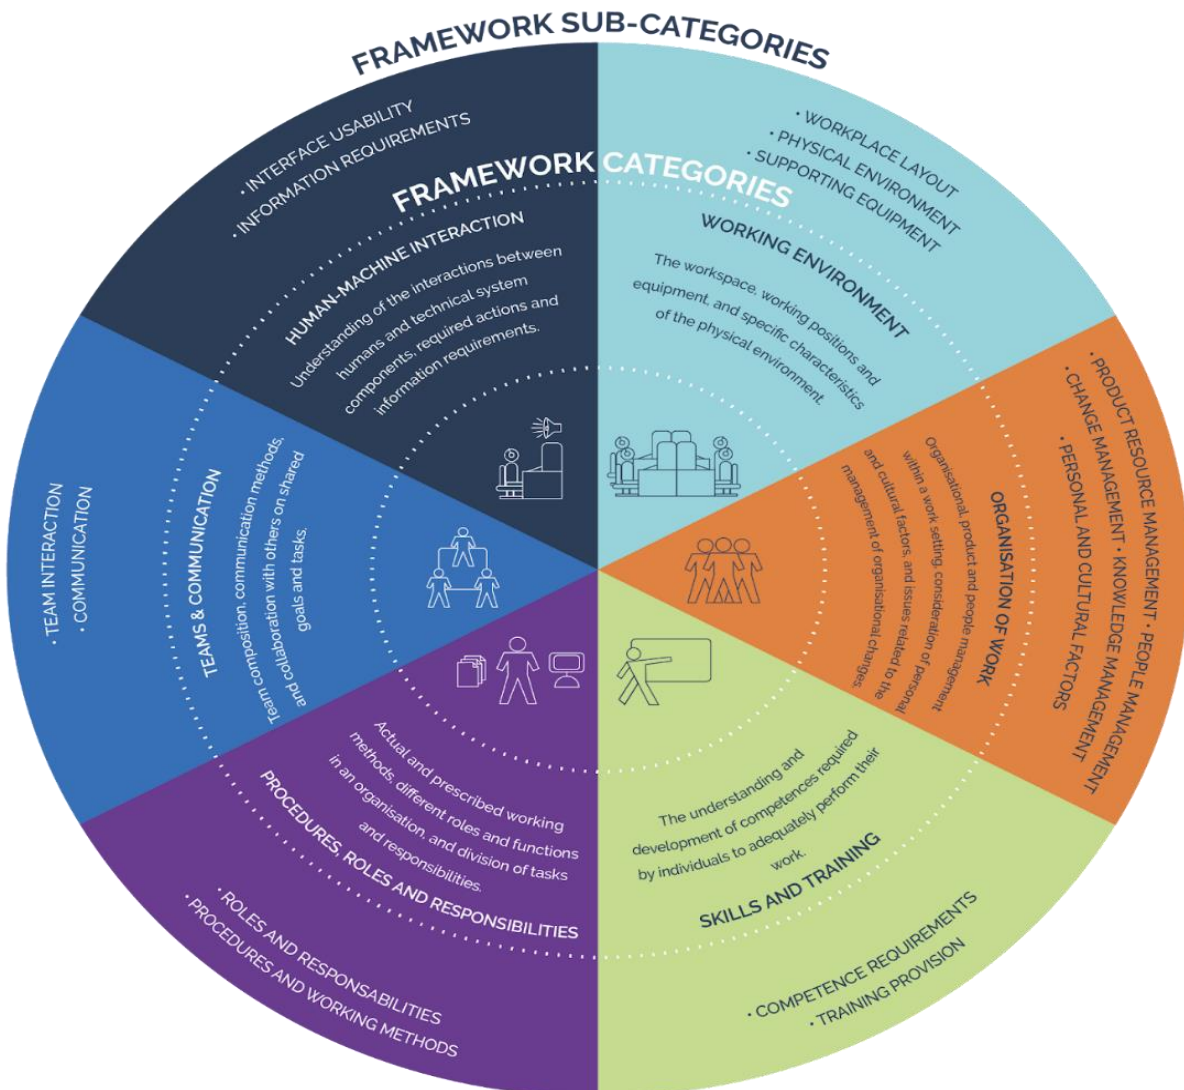 FRAMEWORK SUB-CATEGORIES
• INTERFACE USABILITY
• INFORMATION REQUIREMENTS
• WORKPLACE LAYOUT
• PHYSICAL ENVIRONMENT
• SUPPORTING EQUIPMENT
FRAMEWORK CATEGORIES
HUMAN-MACHINE INTERACTION
Understanding of the interactions between
humans and technical system
components, required actions and
information requirements.
WORKING ENVIRONMENT
The workspace, working positions and
equipment, and specific characteristics
of the physical environment.
• PRODUCT RESOURCE MANAGEMENT • PEOPLE MANAGEMENT
• CHANGE MANAGEMENT • KNOWLEDGE MANAGEMENT
• PERSONAL AND CULTURAL FACTORS
ORGANISATION OF WORK
Organisational, product and people management
within a work setting, consideration of personal
and cultural factors, and issues related to the
management of organisational changes.
• TEAM INTERACTION
• COMMUNICATION
TEAMS & COMMUNICATION
Team composition, communication methods,
and collaboration with others on shared
goals and tasks.
Actual and prescribed working
methods, different roles and functions
in an organisation, and division of tasks
and responsibilities.
PROCEDURES, ROLES AND RESPONSIBILITIES
• ROLES AND RESPONSABILITIES
• PROCEDURES AND WORKING METHODS
The understanding and
development of competences required
by individuals to adequately perform their
work.
SKILLS AND TRAINING
• COMPETENCE REQUIREMENTS
• TRAINING PROVISION